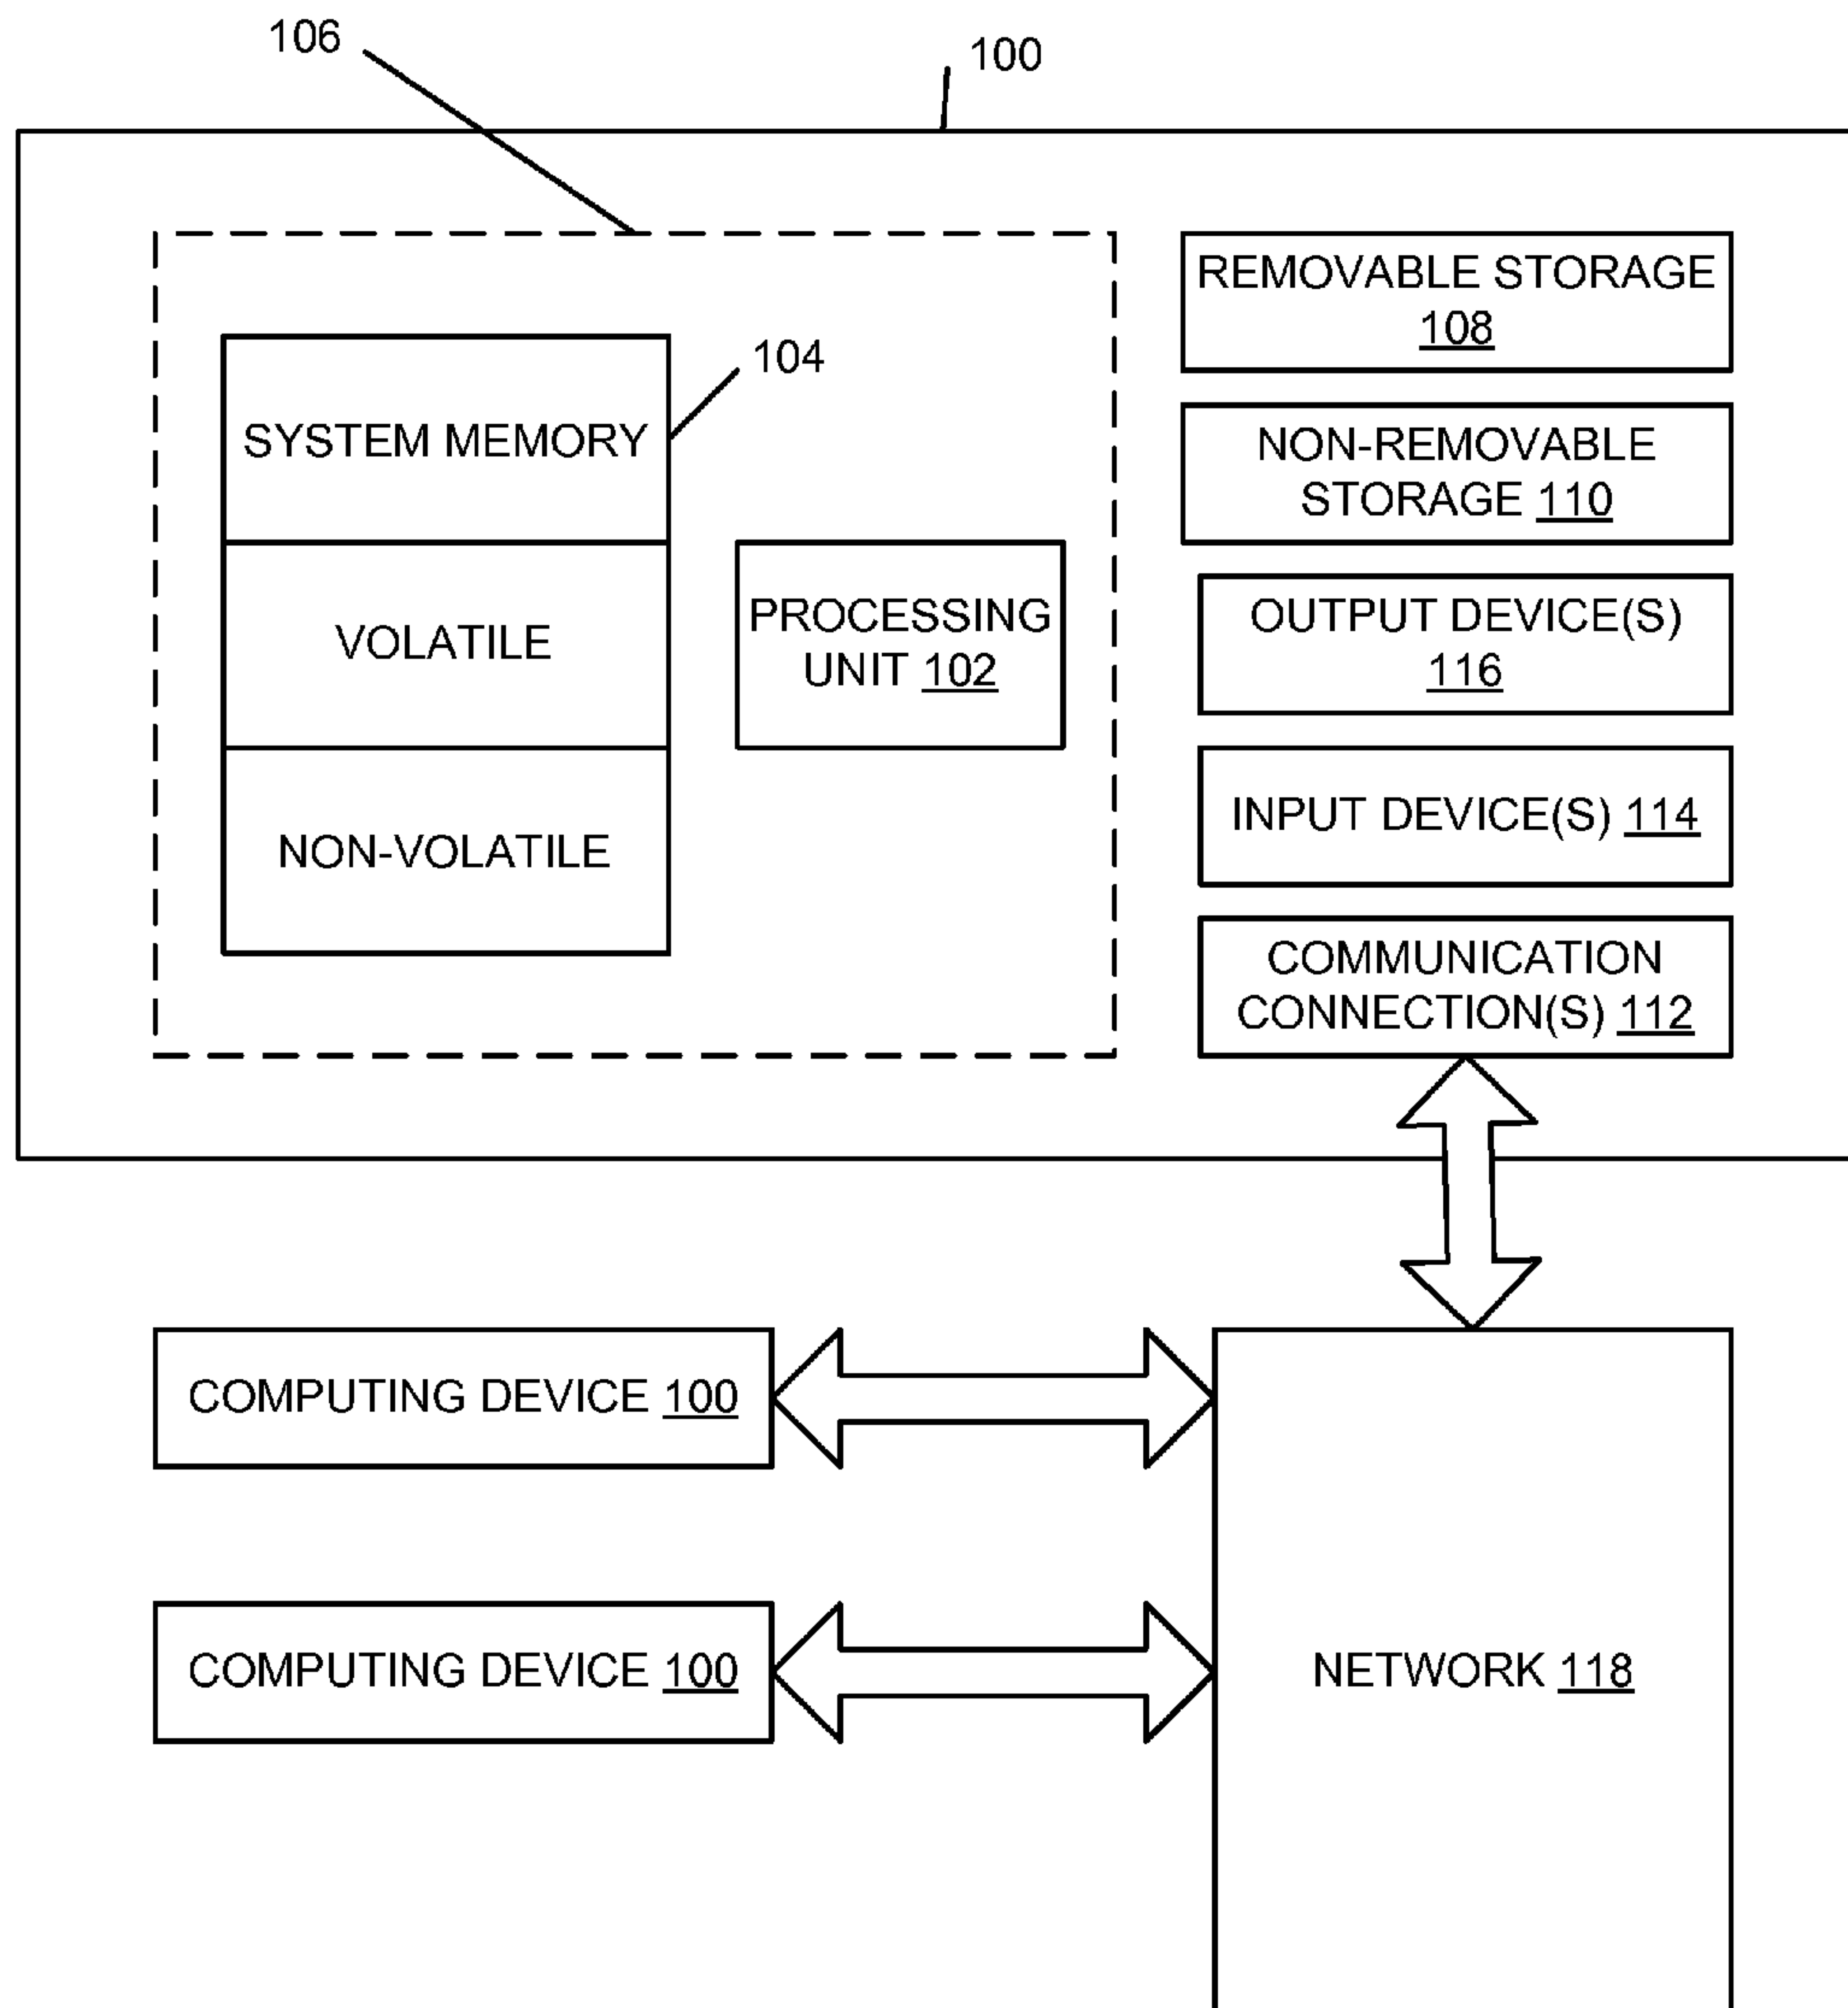 106
100
REMOVABLE STORAGE
108
104
SYSTEM MEMORY
NON-REMOVABLE
STORAGE 110
VOLATILE
PROCESSING
UNIT 102
OUTPUT DEVICE(S)
116
NON-VOLATILE
INPUT DEVICE(S) 114
COMMUNICATION
CONNECTION(S) 112
COMPUTING DEVICE 100
COMPUTING DEVICE 100
NETWORK 118